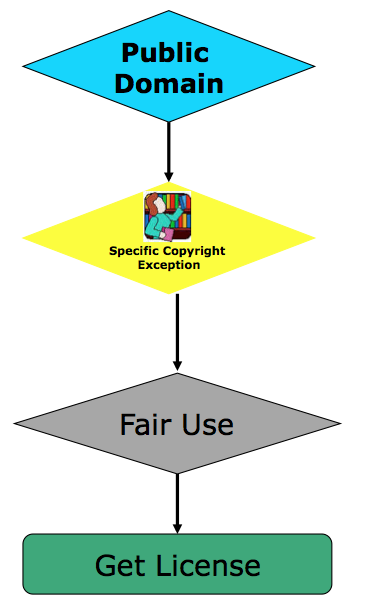 Public
Domain
Specific Copyright
Exception
Fair Use
Get License